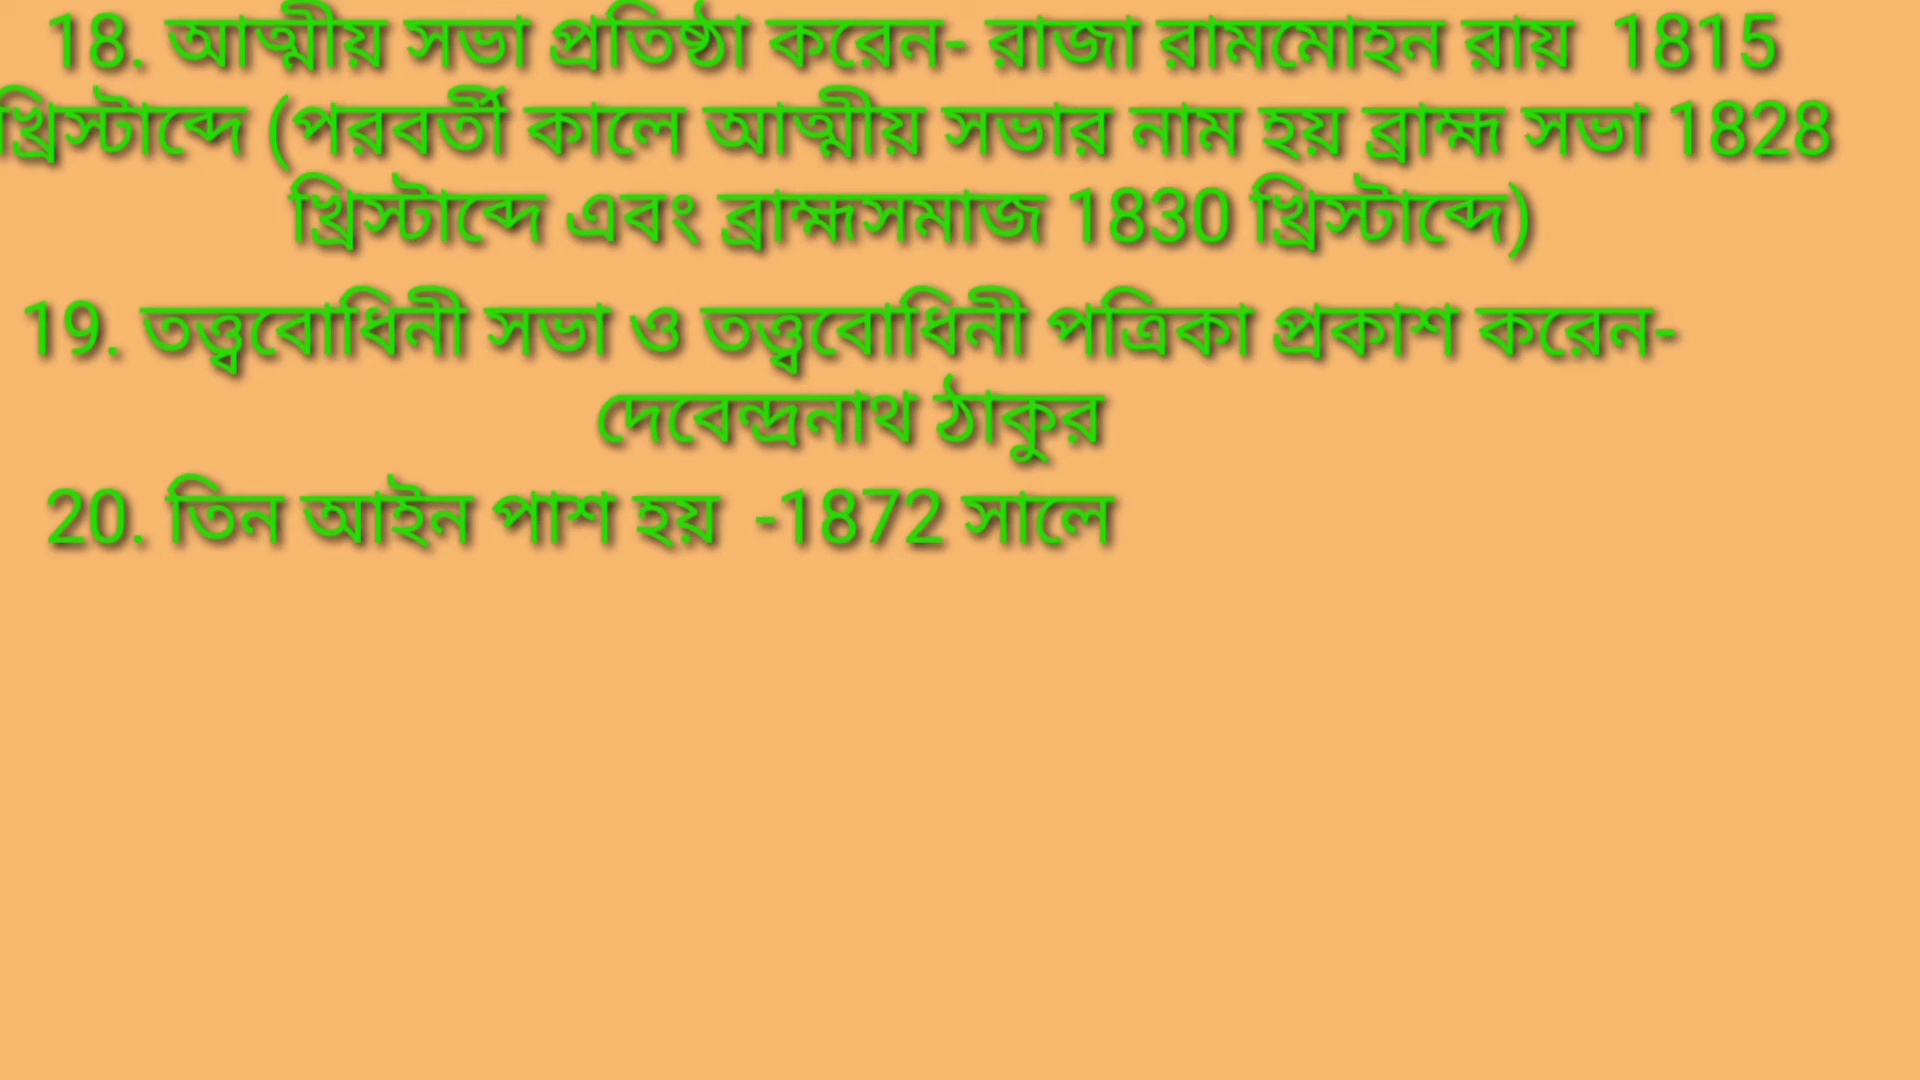 18. আত্মীয় সভা প্রতিষ্ঠা করেন- রাজা রামমোহন রায় 1815
খ্রিস্টাব্দে (পরবর্তী কালে আত্মীয় সভার নাম হয় ব্রাহ্ম সভা 1828
খ্রিস্টাব্দে এবং ব্রাহ্মসমাজ 1830 খ্রিস্টাব্দে)
19. তত্ত্ববোধিনী সভা ও তত্ত্ববোধিনী পত্রিকা প্রকাশ করেন-
দেবেন্দ্রনাথ ঠাকুর
20. তিন আইন পাশ হয় -1872 সালে